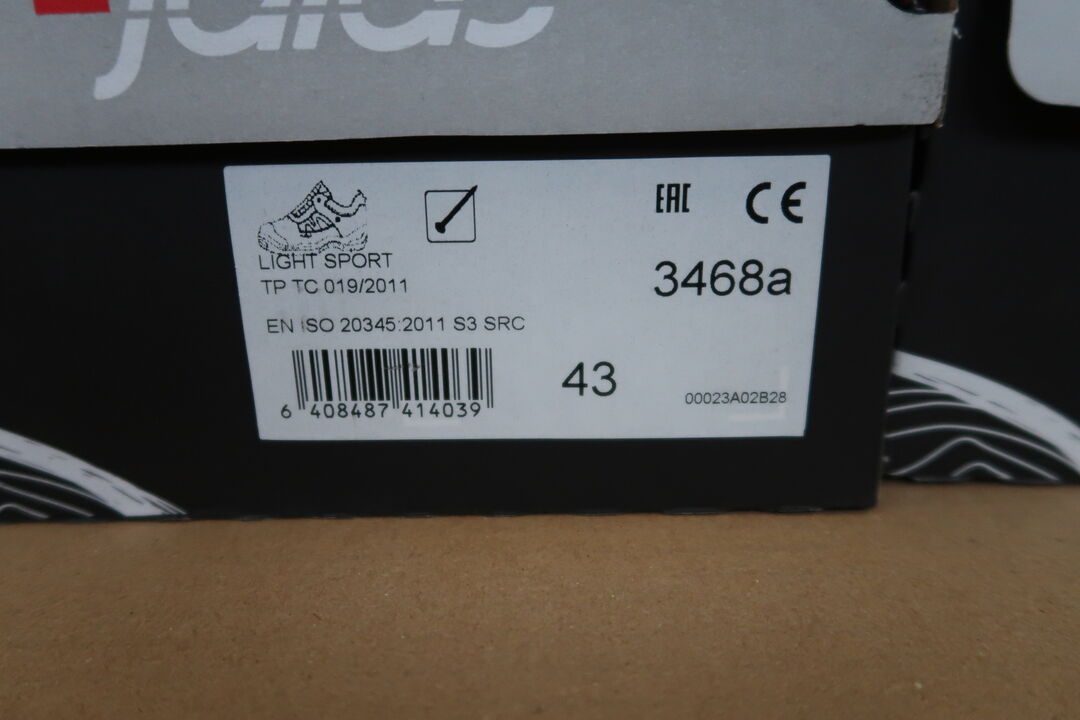 jalas
EAC CE
LIGHT SPORT
TP TC 019/2011
3468a
EN ISO 20345:2011 S3 SRC
43
00023A02B28
6 408487 414039